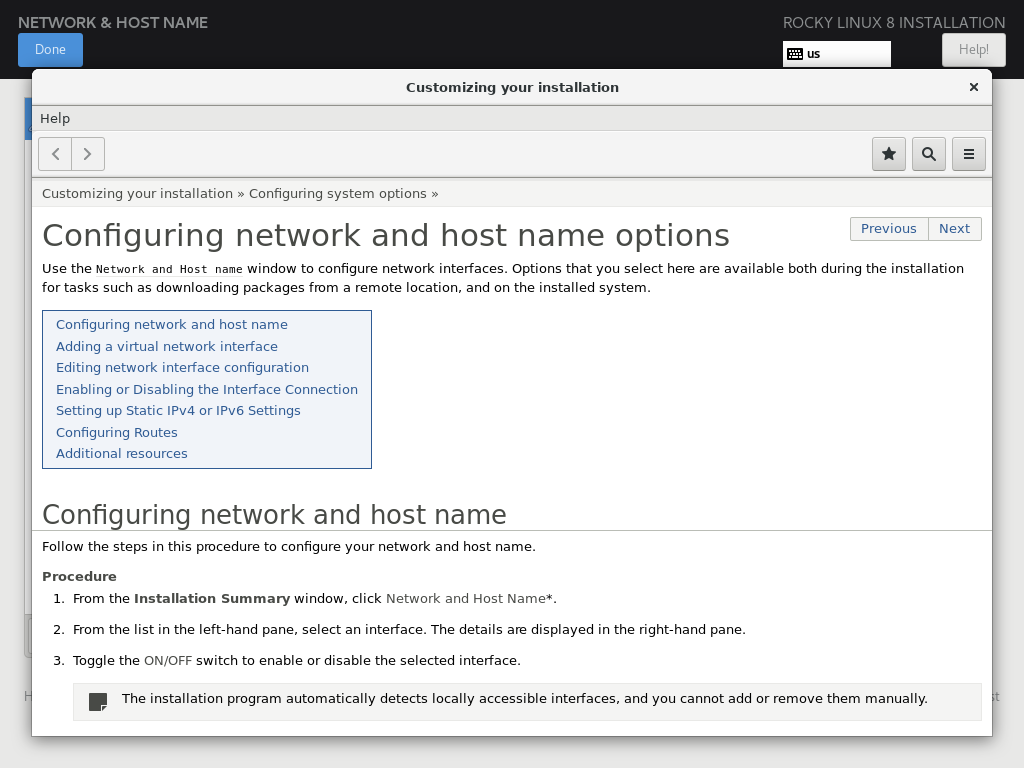 NETWORK & HOST NAME
ROCKY LINUX 8 INSTALLATION
Done
us
Help!
Customizing your installation
Help
Customizing your installation » Configuring system options »
Configuring network and host name options
Previous
Next
Use the Network and Host name window to configure network interfaces. Options that you select here are available both during the installation
for tasks such as downloading packages from a remote location, and on the installed system.
Configuring network and host name
Adding a virtual network interface
Editing network interface configuration
Enabling or Disabling the Interface Connection
Setting up Static IPv4 or IPv6 Settings
Configuring Routes
Additional resources
Configuring network and host name
Follow the steps in this procedure to configure your network and host name.
Procedure
1. From the Installation Summary window, click Network and Host Name*.
2. From the list in the left-hand pane, select an interface. The details are displayed in the right-hand pane.
3. Toggle the ON/OFF switch to enable or disable the selected interface.
The installation program automatically detects locally accessible interfaces, and you cannot add or remove them manually.